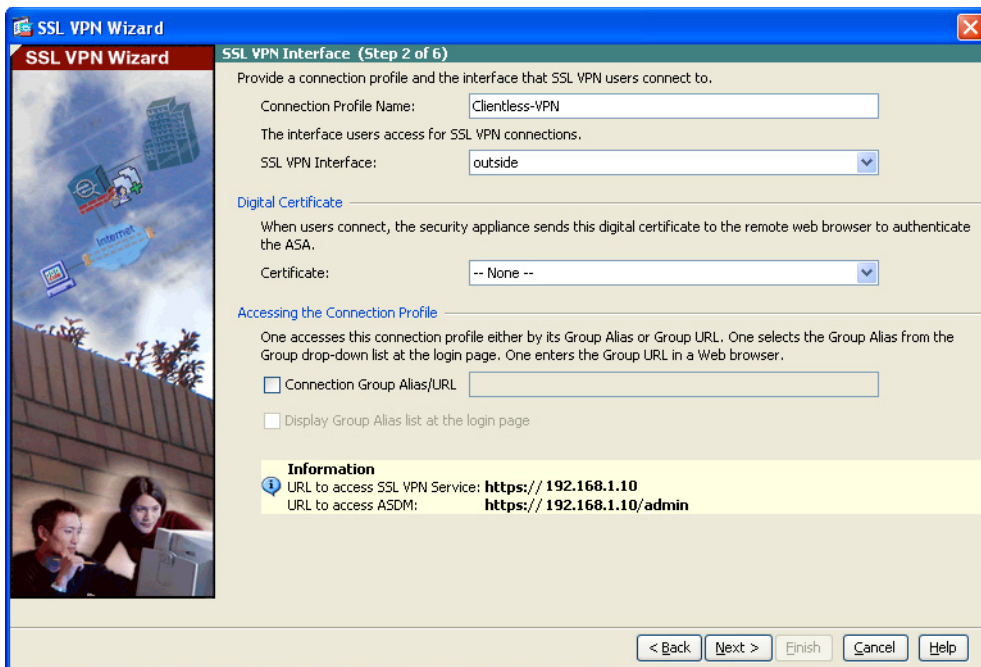 SSL VPN Wizard
SSL VPN Wizard
Internet
SSL VPN Interface (Step 2 of 6)
Provide a connection profile and the interface that SSL VPN users connect to.
Connection Profile Name: Clientless-VPN
The interface users access for SSL VPN connections.
SSL VPN Interface: outside
Digital Certificate
When users connect, the security appliance sends this digital certificate to the remote web browser to authenticate
the ASA.
Certificate: -- None --
Accessing the Connection Profile
One accesses this connection profile either by its Group Alias or Group URL. One selects the Group Alias from the
Group drop-down list at the login page. One enters the Group URL in a Web browser.
Connection Group Alias/URL
Display Group Alias list at the login page
Information
URL to access SSL VPN Service: https:// 192.168.1.10
URL to access ASDM: https:// 192.168.1.10/admin
< Back Next > Finish Cancel Help